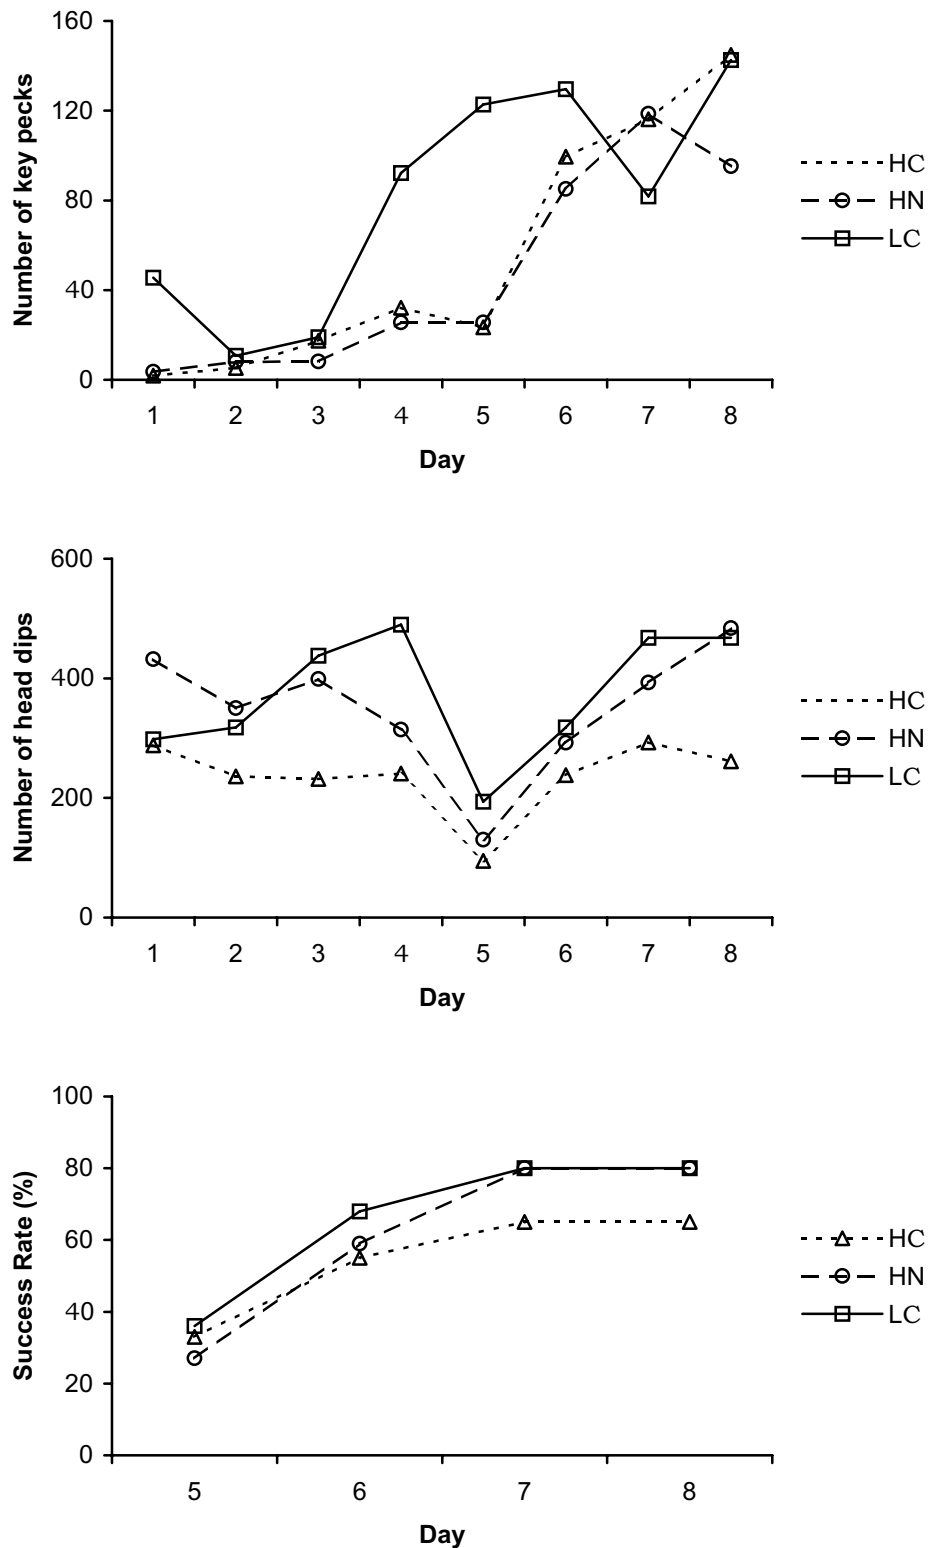 Number of key pecks
160
120
80
40
0
1 2 3 4 5 6 7 8
Day
HC
HN
LC
Number of head dips
600
400
200
0
1 2 3 4 5 6 7 8
Day
HC
HN
LC
Success Rate (%)
100
80
60
40
20
0
5 6 7 8
Day
HC
HN
LC